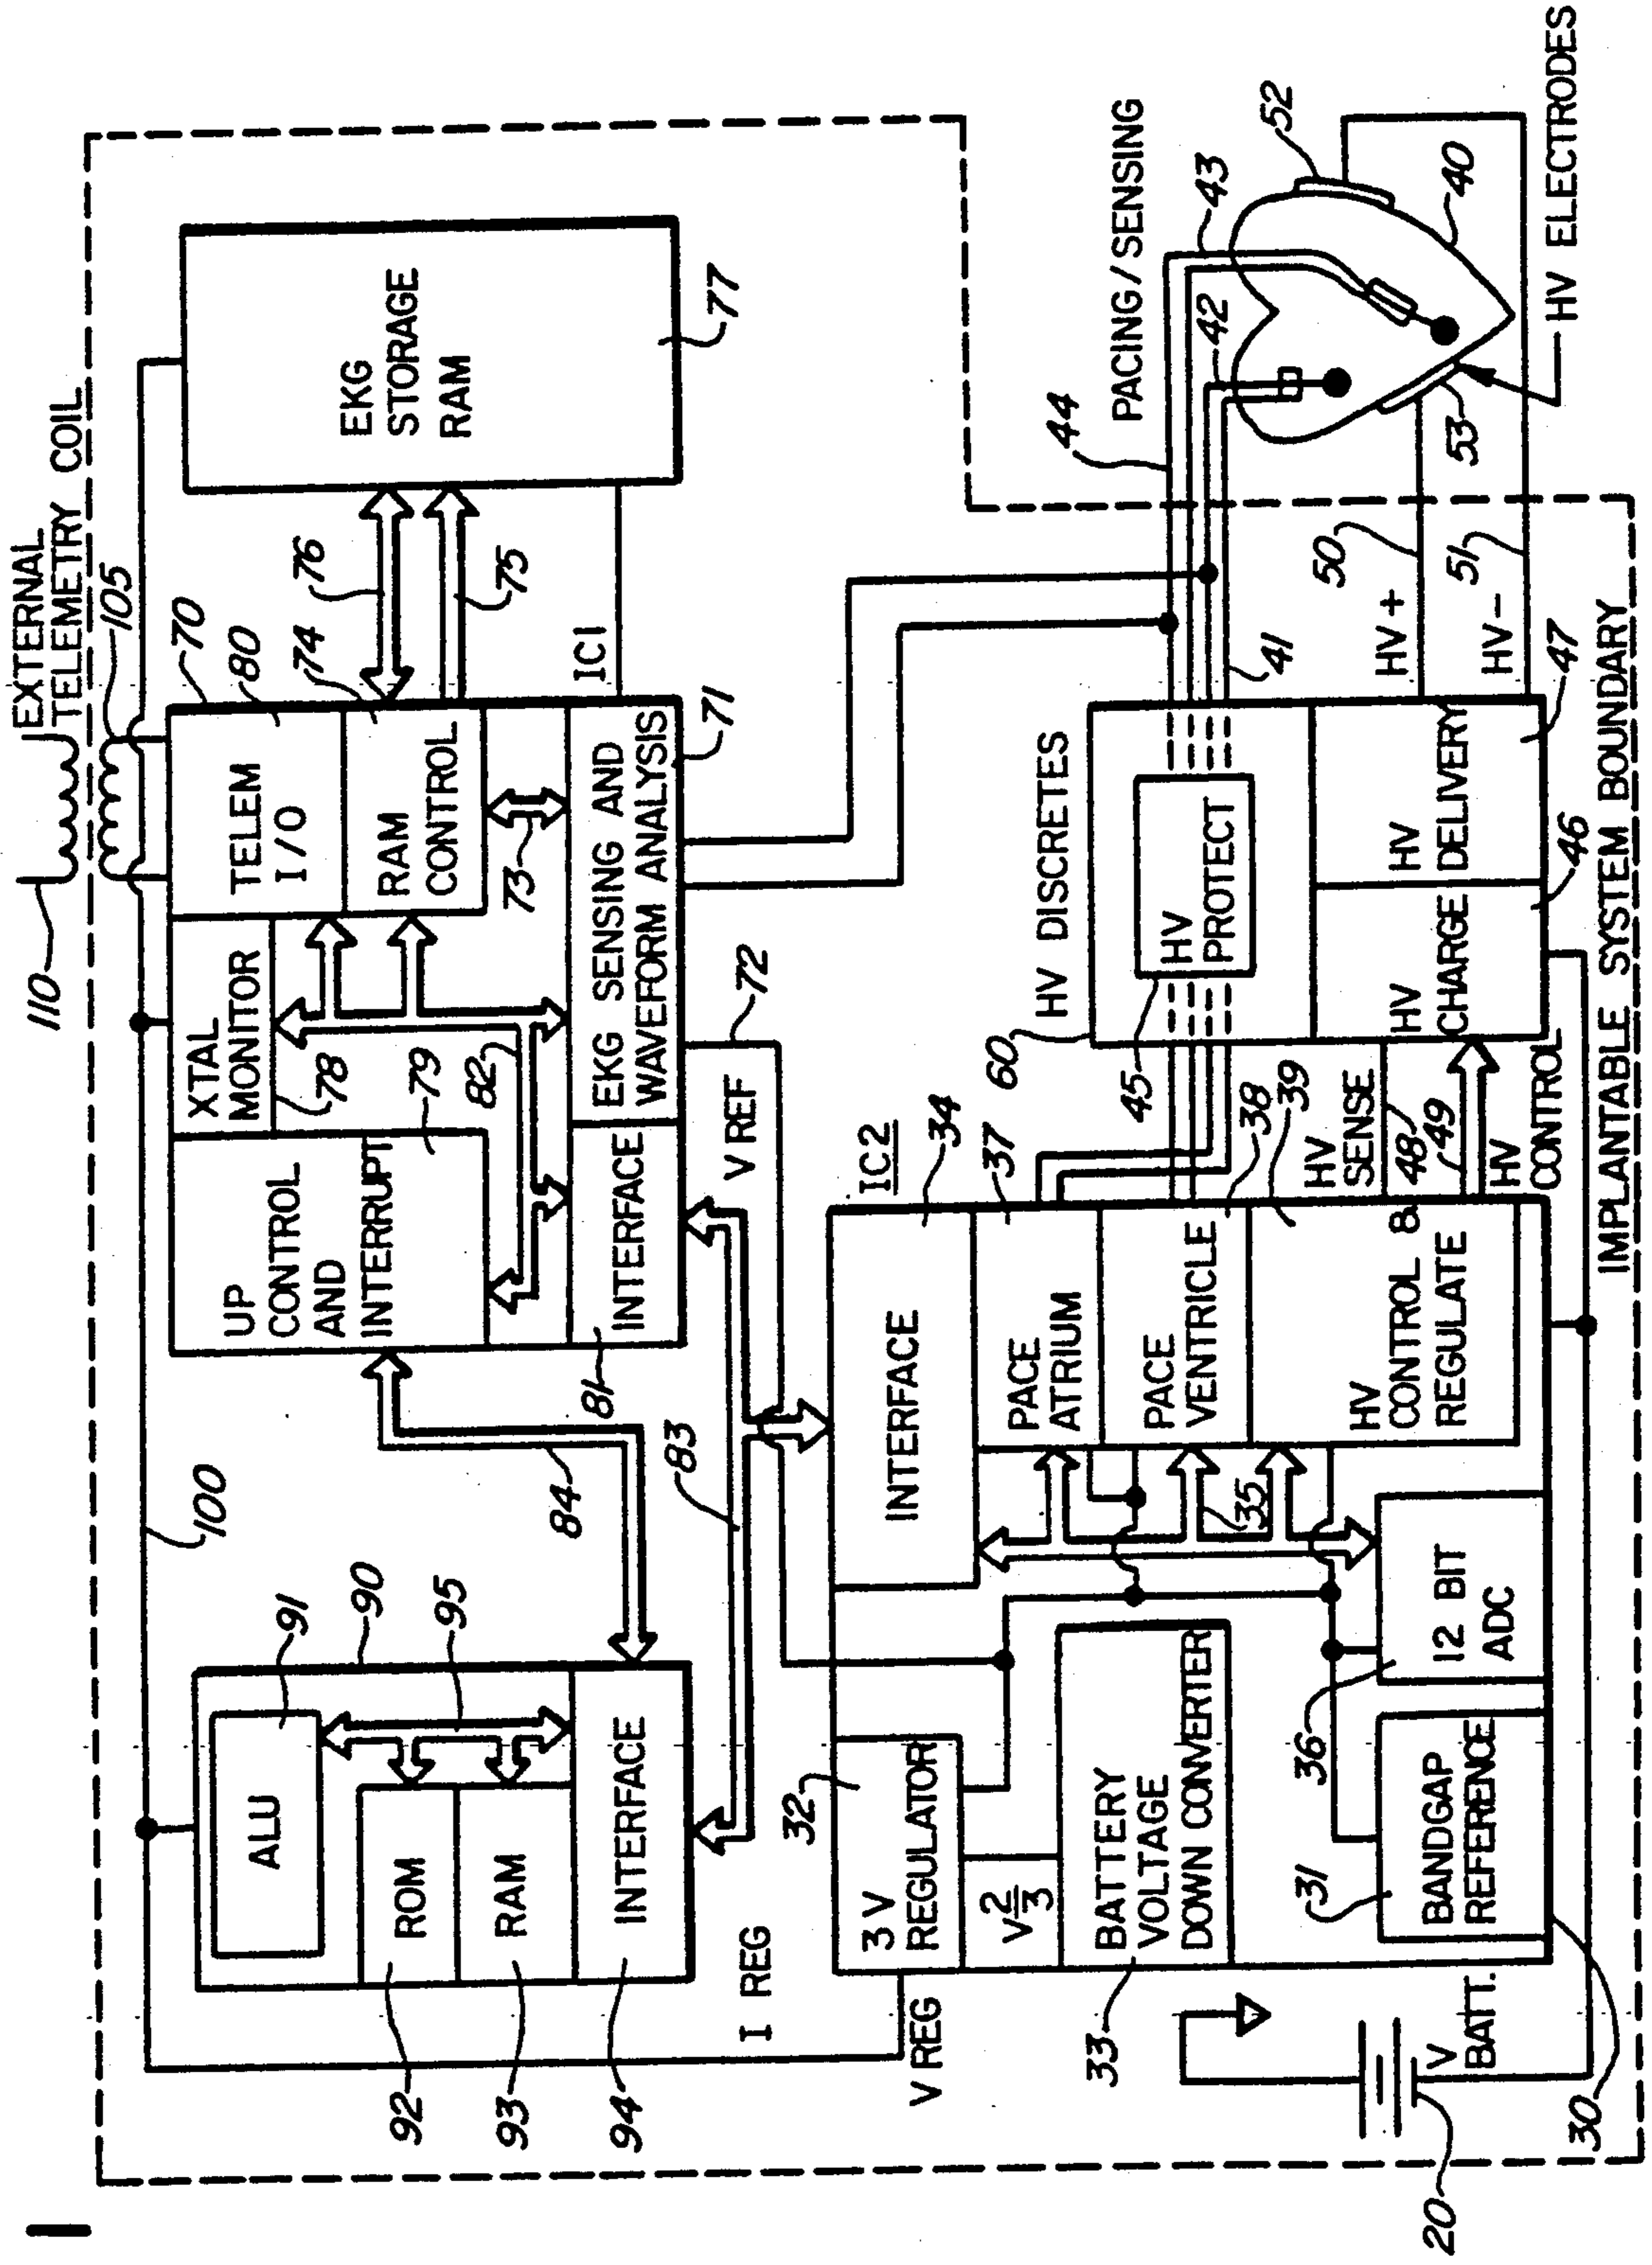 EXTERNAL
TELEMETRY COIL
110
105
100
70
80
74
TELEM
I/O
RAM
CONTROL
XTAL
MONITOR
78
UP
CONTROL
AND
INTERRUPT
79
82
73
76
75
EKG
STORAGE
RAM
77
IC1
EKG SENSING AND
WAVEFORM ANALYSIS
71
INTERFACE
81
72
V REF
84
83
91
90
95
ALU
ROM
RAM
INTERFACE
92
93
94
I REG
V REG
IC2
34
INTERFACE
37
PACE
ATRIUM
38
PACE
VENTRICLE
39
HV
CONTROL &
REGULATE
35
32
3V
REGULATOR
V 2/3
BATTERY
VOLTAGE
DOWN CONVERTER
33
36
12 BIT
ADC
31
BANDGAP
REFERENCE
30
V
BATT.
20
60
HV DISCRETES
45
HV
PROTECT
HV
CHARGE
46
HV
DELIVERY
47
HV
SENSE
48
49
HV
CONTROL
41
44
42
43
PACING/SENSING
HV+
50
HV-
51
52
40
53
HV ELECTRODES
IMPLANTABLE SYSTEM BOUNDARY
1